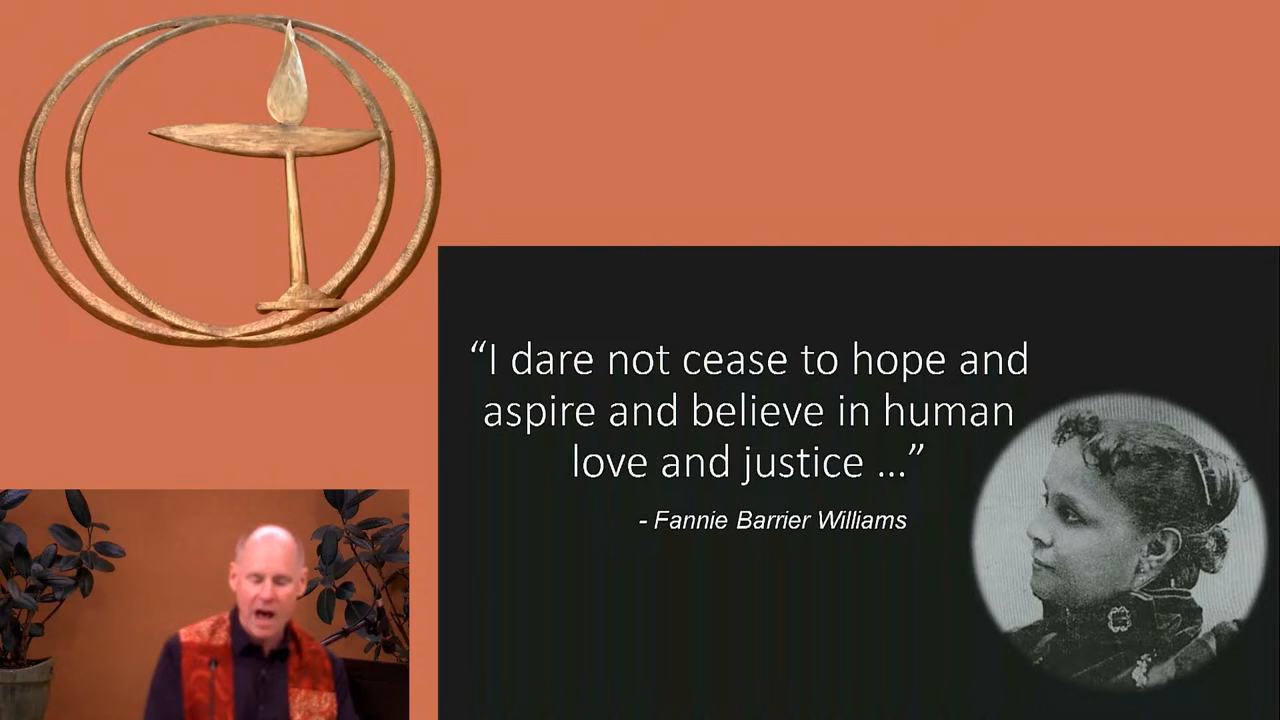 “I dare not cease to hope and
aspire and believe in human
love and justice ...”
- Fannie Barrier Williams